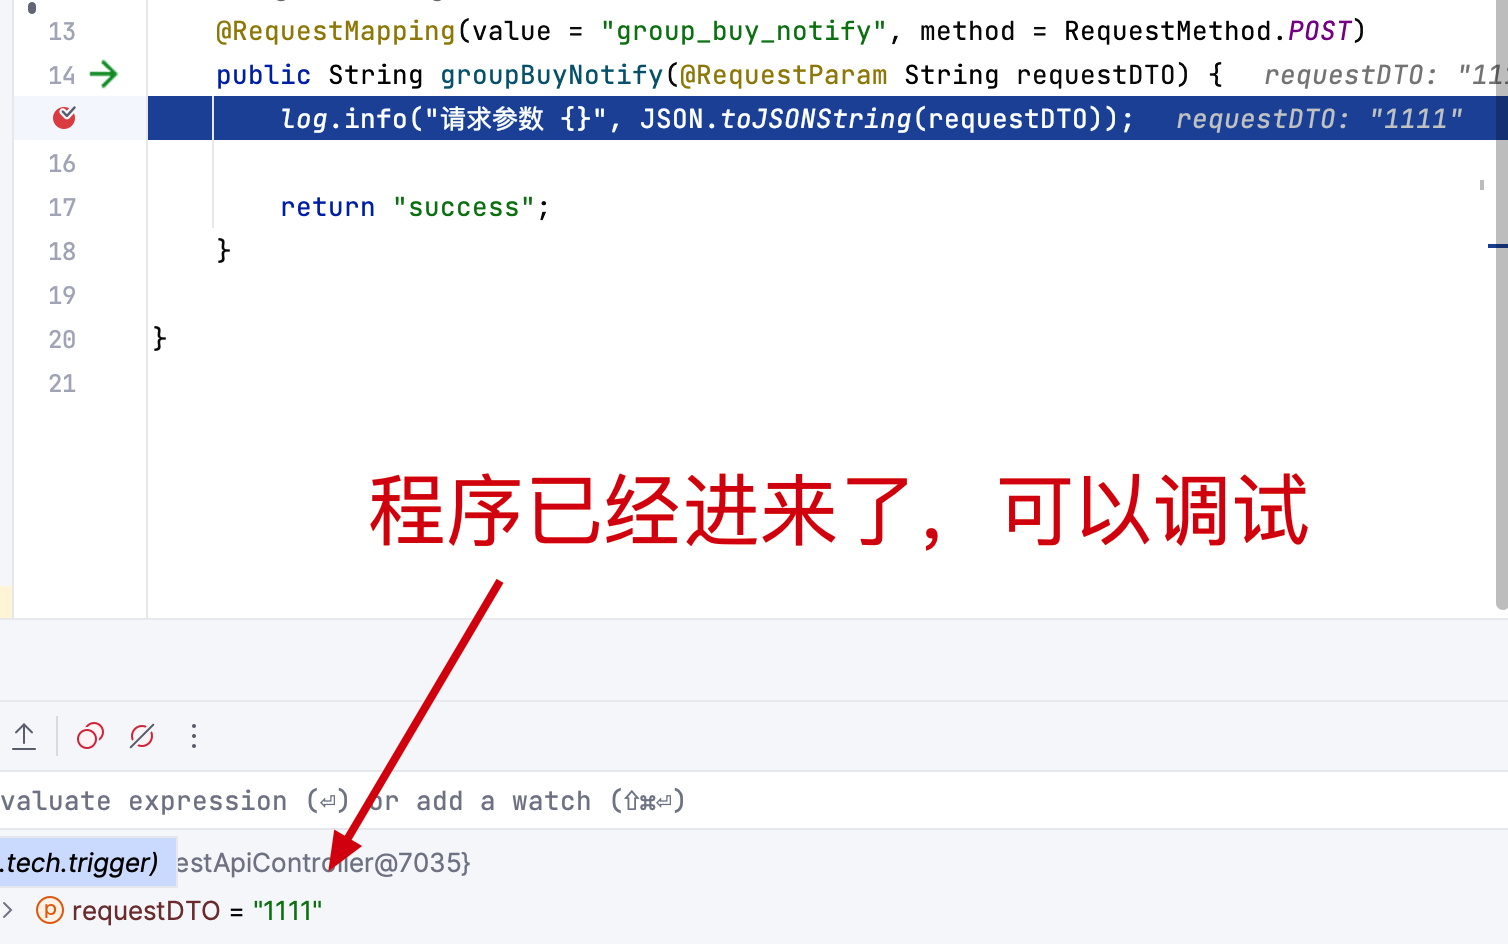 13 @RequestMapping(value = "group_buy_notify", method = RequestMethod.POST)
14 public String groupBuyNotify(@RequestParam String requestDTO) { requestDTO: "11
log.info("请求参数 {}", JSON.toJSONString(requestDTO)); requestDTO: "1111"
16
17 return "success";
18 }
19
20 }
21
程序已经进来了，可以调试
valuate expression (⏎) or add a watch (⇧⌘⏎)
.tech.trigger) estApiController@7035}
p requestDTO = "1111"